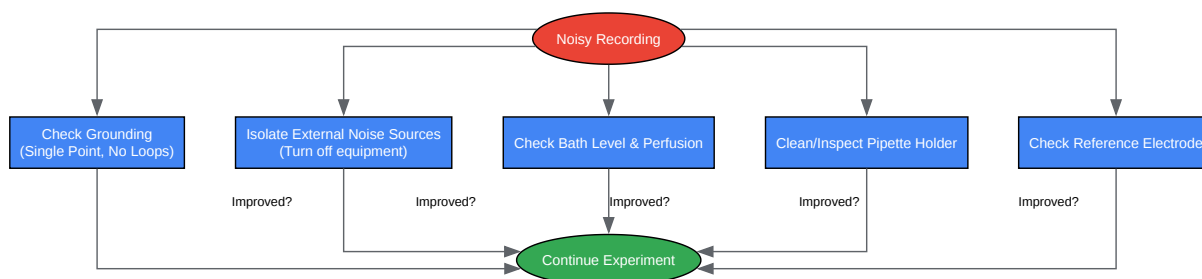 Noisy Recording
Check Grounding
(Single Point, No Loops)
Isolate External Noise Sources
(Turn off equipment)
Check Bath Level & Perfusion
Clean/Inspect Pipette Holder
Check Reference Electrode
Improved?
Improved?
Improved?
Improved?
Improved?
Continue Experiment